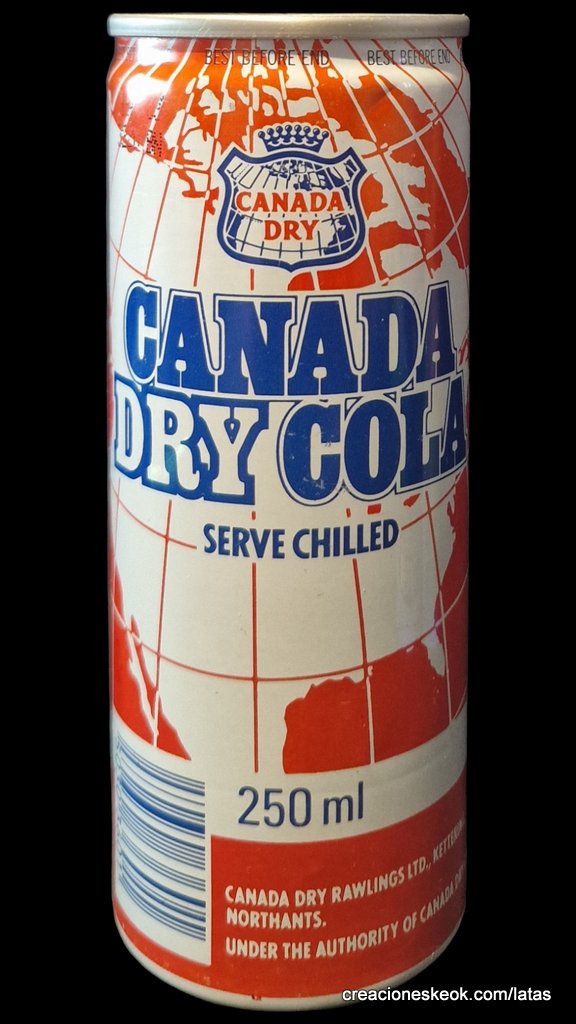 BEST BEFORE END BEST BEFORE END
CANADA
DRY
CANADA
DRY COLA
SERVE CHILLED
250 ml
CANADA DRY RAWLINGS LTD.,
NORTHANTS.
UNDER THE AUTHORITY OF CANADA
creacioneskeok.com/latas